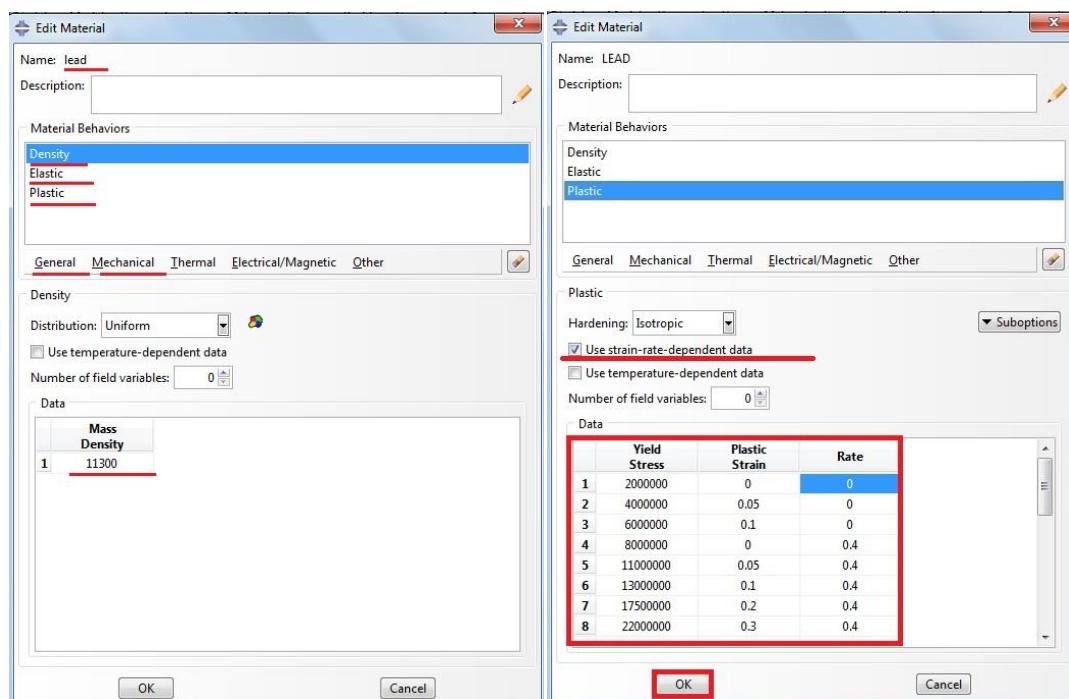 Edit Material
Name: lead
Description:
Material Behaviors
Density
Elastic
Plastic
General Mechanical Thermal Electrical/Magnetic Other
Density
Distribution: Uniform
Use temperature-dependent data
Number of field variables: 0
Data
Mass
Density
1 11300
OK Cancel
Edit Material
Name: LEAD
Description:
Material Behaviors
Density
Elastic
Plastic
General Mechanical Thermal Electrical/Magnetic Other
Plastic
Hardening: Isotropic Suboptions
Use strain-rate-dependent data
Use temperature-dependent data
Number of field variables: 0
Data
Yield Plastic Rate
Stress Strain
1 2000000 0 0
2 4000000 0.05 0
3 6000000 0.1 0
4 8000000 0 0.4
5 11000000 0.05 0.4
6 13000000 0.1 0.4
7 17500000 0.2 0.4
8 22000000 0.3 0.4
OK Cancel